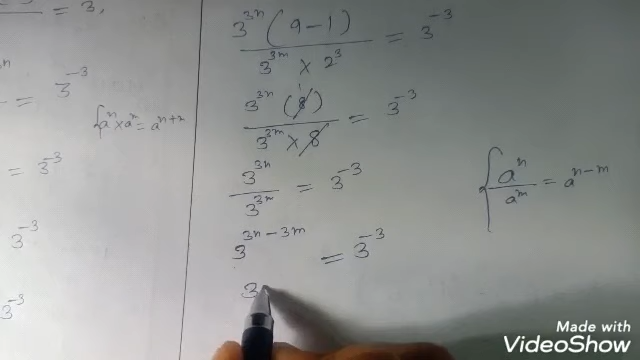 = 3,
= 3^-3
{a^n × a^n = a^n+n
= 3^-3
3^-3
3^-3
3^3n (9 - 1) / 3^3m × 2^3 = 3^-3
3^3n (8) / 3^3m × 8 = 3^-3
3^3n / 3^3m = 3^-3
3^3n-3m = 3^-3
3
{a^n / a^m = a^n-m
Made with
VideoShow